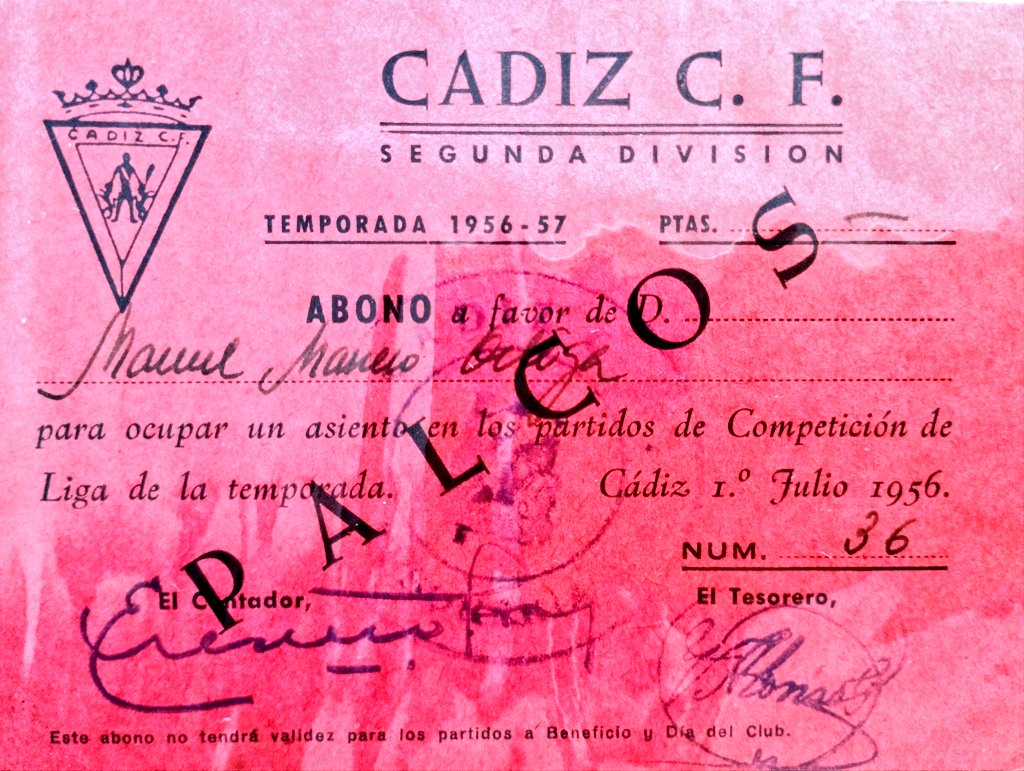 CADIZ C. F.
CADIZ C. F.
SEGUNDA DIVISION
TEMPORADA 1956-57 PTAS.
ABONO a favor de D.
Manuel
para ocupar un asiento en los partidos de Competición de
Liga de la temporada. Cádiz 1.º Julio 1956.
PALCOS
NUM. 36
El Contador, El Tesorero,
Este abono no tendrá validez para los partidos a Beneficio y Día del Club.